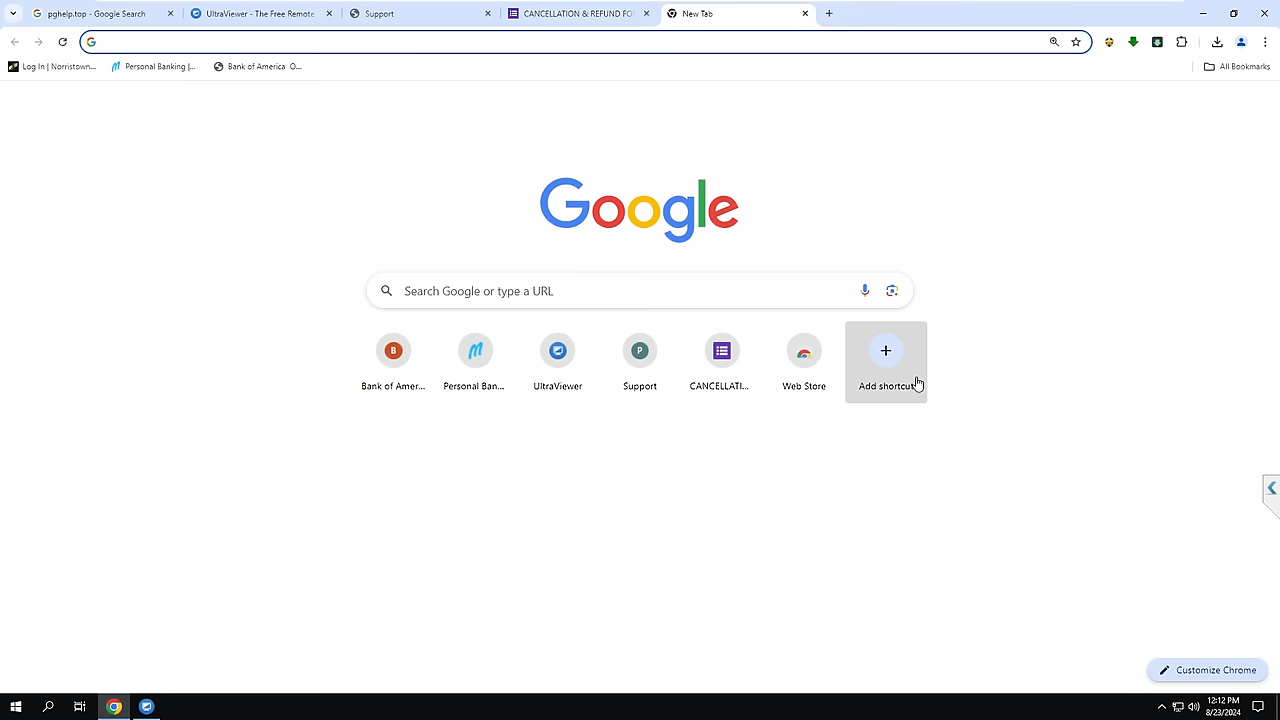 pghelp.top - Google Search
UltraViewer - The Free Remote
Support
CANCELLATION & REFUND FO
New Tab
Log In | Norristown...
Personal Banking |...
Bank of America O...
All Bookmarks
Google
Search Google or type a URL
B
P
Bank of Amer...
Personal Ban...
UltraViewer
Support
CANCELLATI...
Web Store
Add shortcut
Customize Chrome
12:12 PM
8/23/2024